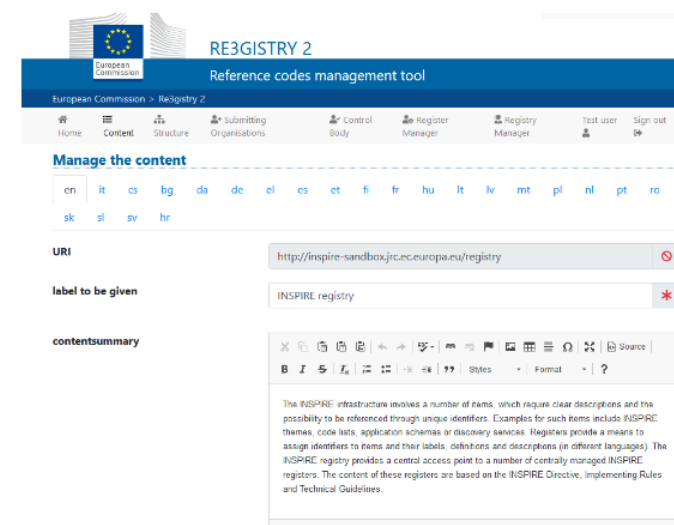 European
Commission
RE3GISTRY 2
Reference codes management tool
European Commission > Re3gistry 2
Home Content Structure Submitting Organisations Control Body Register Manager Registry Manager Test user Sign out
Manage the content
en it cs bg da de el es et fi fr hu lt lv mt pl nl pt ro
sk sl sv hr
URI
http://inspire-sandbox.jrc.ec.europa.eu/registry
label to be given
INSPIRE registry
contentsummary
Source
B I S Ix Styles Format ?
The INSPIRE infrastructure involves a number of items, which require clear descriptions and the
possibility to be referenced through unique identifiers. Examples for such items include INSPIRE
themes, code lists, application schemas or discovery services. Registers provide a means to
assign identifiers to items and their labels, definitions and descriptions (in different languages). The
INSPIRE registry provides a central access point to a number of centrally managed INSPIRE
registers. The content of these registers are based on the INSPIRE Directive, Implementing Rules
and Technical Guidelines.